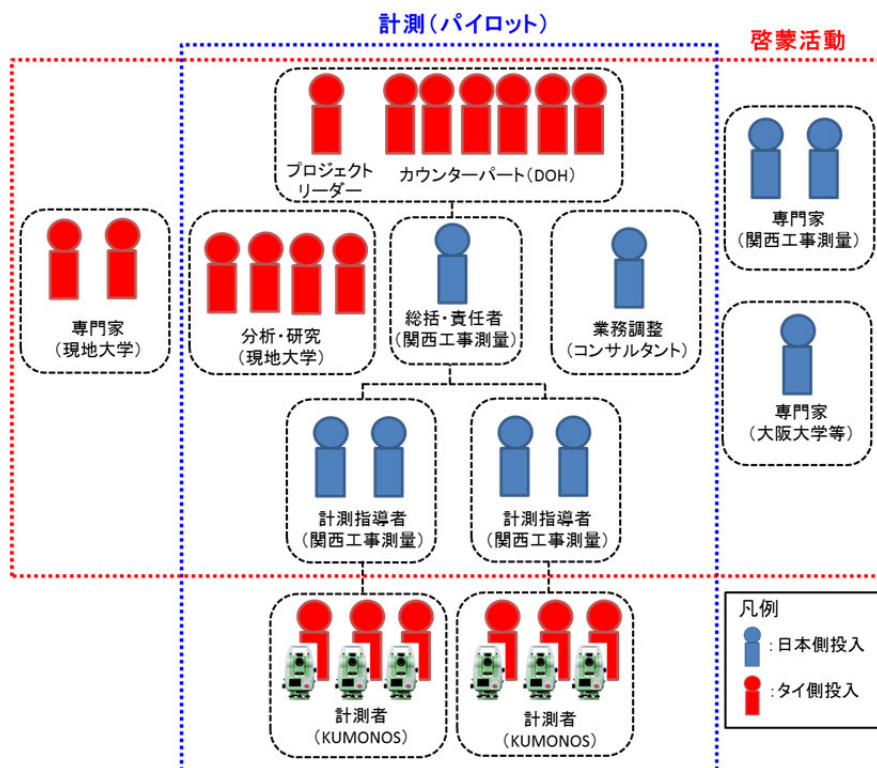 計測（パイロット）
啓蒙活動
プロジェクト
リーダー
カウンターパート（DOH）
専門家
（関西工事測量）
専門家
（現地大学）
分析・研究
（現地大学）
総括・責任者
（関西工事測量）
業務調整
（コンサルタント）
専門家
（大阪大学等）
計測指導者
（関西工事測量）
計測指導者
（関西工事測量）
計測者
（KUMONOS）
計測者
（KUMONOS）
凡例
：日本側投入
：タイ側投入